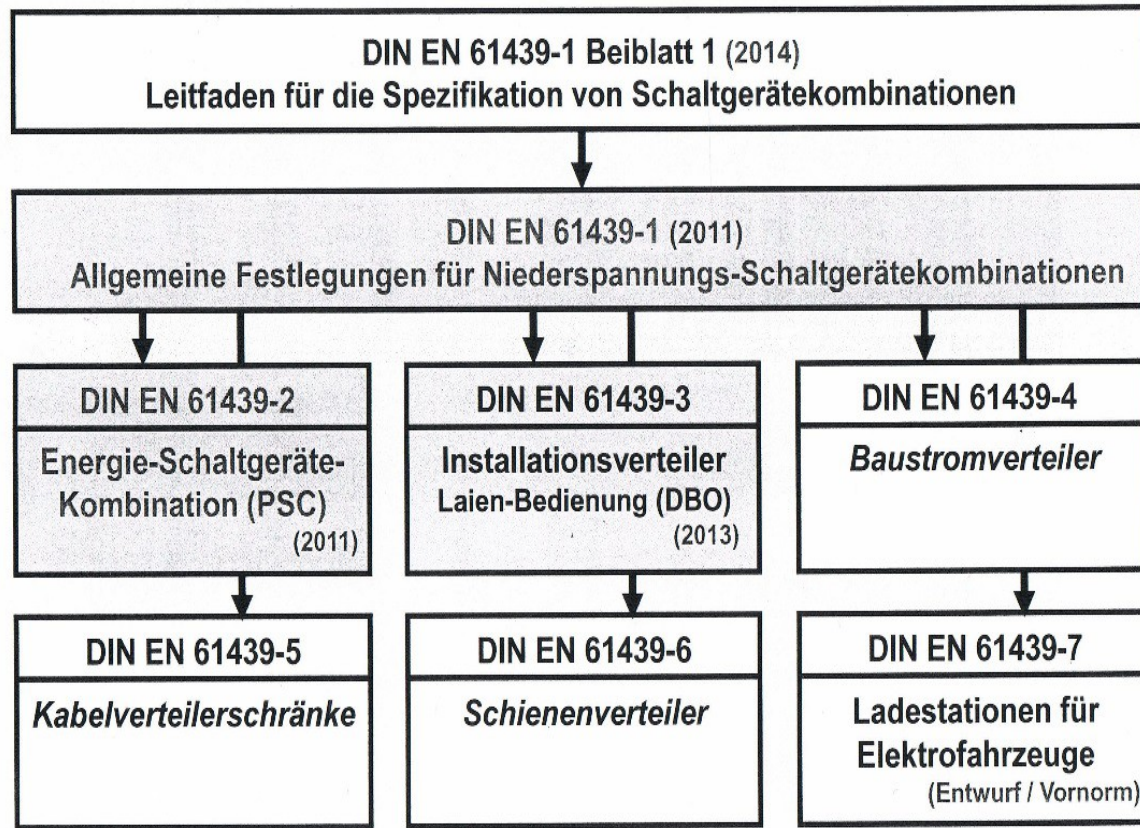 DIN EN 61439-1 Beiblatt 1 (2014)
Leitfaden für die Spezifikation von Schaltgerätekombinationen
DIN EN 61439-1 (2011)
Allgemeine Festlegungen für Niederspannungs-Schaltgerätekombinationen
DIN EN 61439-2
Energie-Schaltgeräte-
Kombination (PSC)
(2011)
DIN EN 61439-3
Installationsverteiler
Laien-Bedienung (DBO)
(2013)
DIN EN 61439-4
Baustromverteiler
DIN EN 61439-5
Kabelverteilerschränke
DIN EN 61439-6
Schienenverteiler
DIN EN 61439-7
Ladestationen für
Elektrofahrzeuge
(Entwurf / Vornorm)